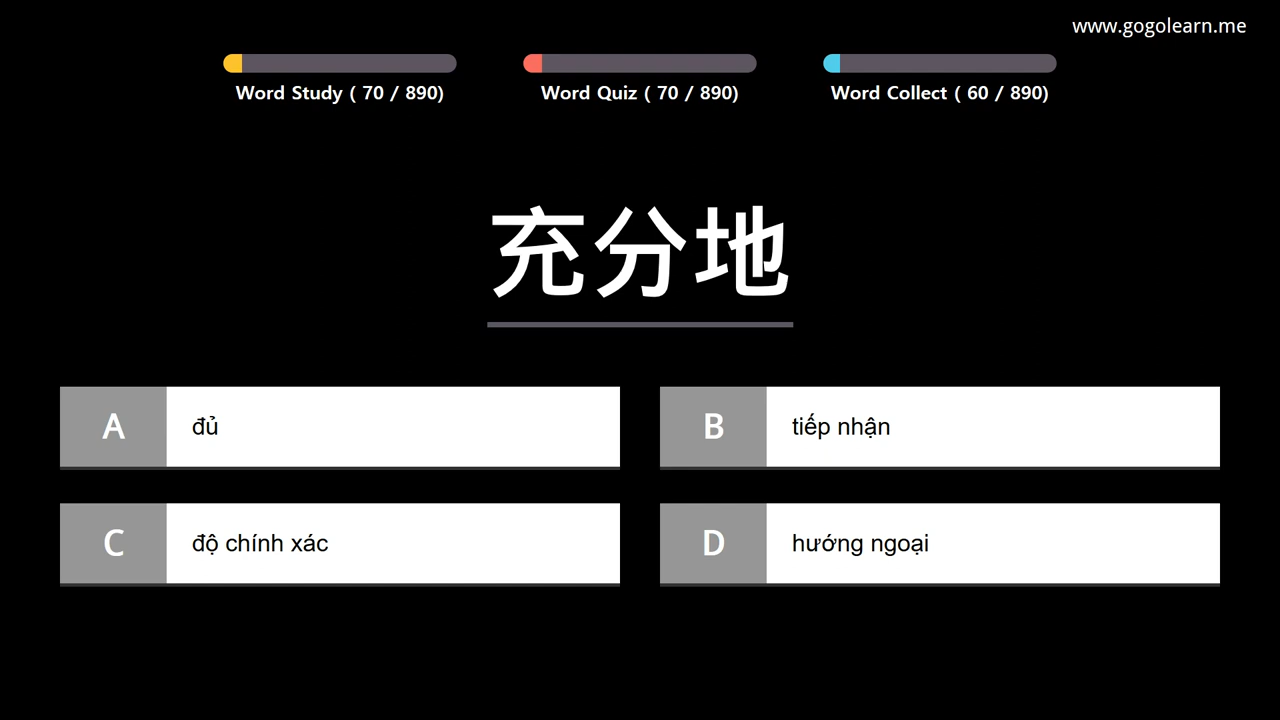 www.gogolearn.me
Word Study ( 70 / 890)
Word Quiz ( 70 / 890)
Word Collect ( 60 / 890)
充分地
A đủ
B tiếp nhận
C độ chính xác
D hướng ngoại